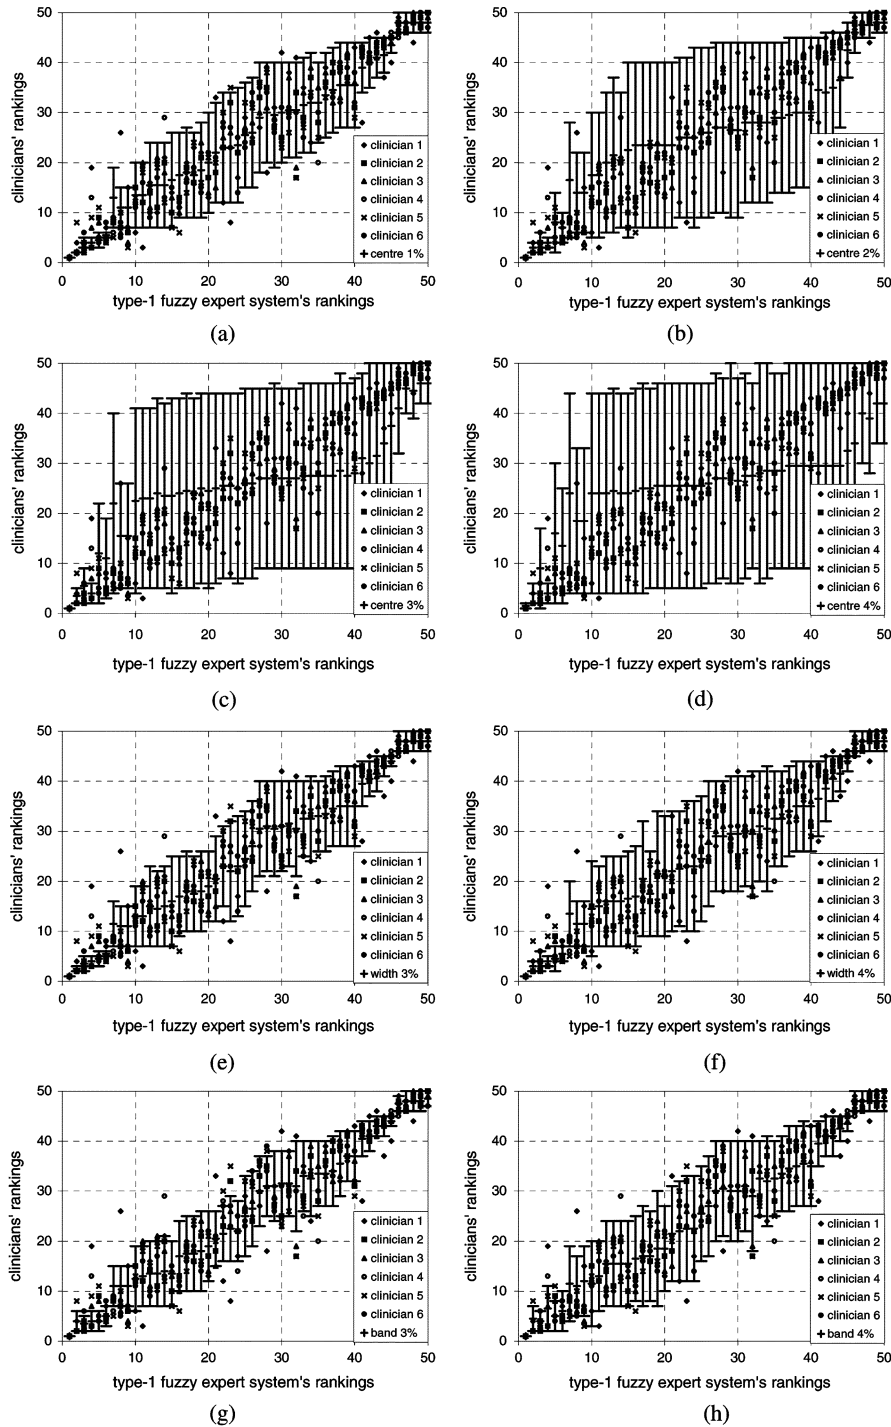 50
40
30
20
10
0
clinicians' rankings
0 10 20 30 40 50
type-1 fuzzy expert system's rankings
clinician 1
clinician 2
clinician 3
clinician 4
clinician 5
clinician 6
centre 1%
(a)
50
40
30
20
10
0
clinicians' rankings
0 10 20 30 40 50
type-1 fuzzy expert system's rankings
clinician 1
clinician 2
clinician 3
clinician 4
clinician 5
clinician 6
centre 2%
(b)
50
40
30
20
10
0
clinicians' rankings
0 10 20 30 40 50
type-1 fuzzy expert system's rankings
clinician 1
clinician 2
clinician 3
clinician 4
clinician 5
clinician 6
centre 3%
(c)
50
40
30
20
10
0
clinicians' rankings
0 10 20 30 40 50
type-1 fuzzy expert system's rankings
clinician 1
clinician 2
clinician 3
clinician 4
clinician 5
clinician 6
centre 4%
(d)
50
40
30
20
10
0
clinicians' rankings
0 10 20 30 40 50
type-1 fuzzy expert system's rankings
clinician 1
clinician 2
clinician 3
clinician 4
clinician 5
clinician 6
width 3%
(e)
50
40
30
20
10
0
clinicians' rankings
0 10 20 30 40 50
type-1 fuzzy expert system's rankings
clinician 1
clinician 2
clinician 3
clinician 4
clinician 5
clinician 6
width 4%
(f)
50
40
30
20
10
0
clinicians' rankings
0 10 20 30 40 50
type-1 fuzzy expert system's rankings
clinician 1
clinician 2
clinician 3
clinician 4
clinician 5
clinician 6
band 3%
(g)
50
40
30
20
10
0
clinicians' rankings
0 10 20 30 40 50
type-1 fuzzy expert system's rankings
clinician 1
clinician 2
clinician 3
clinician 4
clinician 5
clinician 6
band 4%
(h)